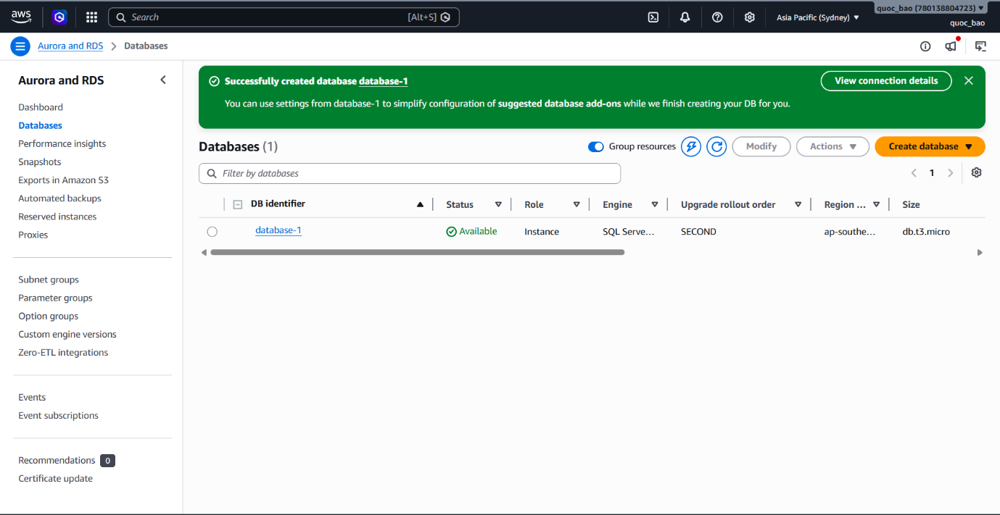 aws
Search
[Alt+S]
Asia Pacific (Sydney)
quoc_bao (780138804723)
quoc_bao
Aurora and RDS
Databases
Aurora and RDS
Dashboard
Databases
Performance insights
Snapshots
Exports in Amazon S3
Automated backups
Reserved instances
Proxies
Subnet groups
Parameter groups
Option groups
Custom engine versions
Zero-ETL integrations
Events
Event subscriptions
Recommendations 0
Certificate update
Successfully created database database-1
View connection details
You can use settings from database-1 to simplify configuration of suggested database add-ons while we finish creating your DB for you.
Databases (1)
Group resources
Modify
Actions
Create database
Filter by databases
1
DB identifier Status Role Engine Upgrade rollout order Region ... Size
database-1 Available Instance SQL Serve... SECOND ap-southe... db.t3.micro